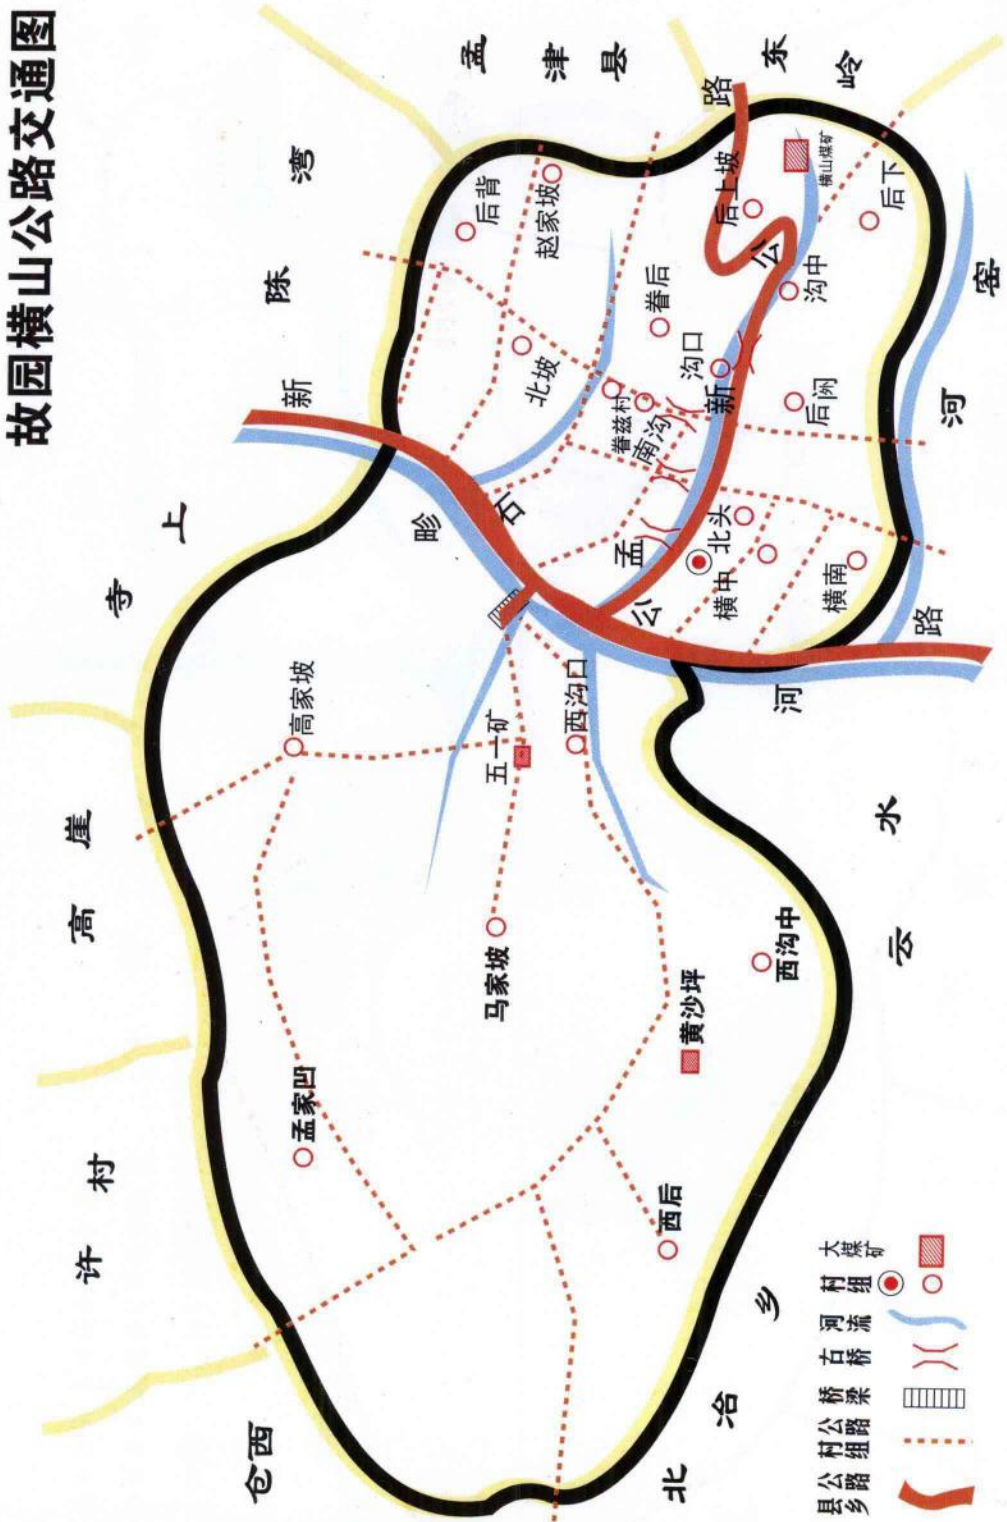 故园横山公路交通图
孟津县
东岭
陈湾
上寺
高崖
许村
仓西
北冶乡
云水
窑河
新石公路
畛河
孟新公路
后背
赵家坡
后上坡
横山煤矿
后下
沟中
眷后
沟口
北坡
眷兹村
南沟
后闶
北头
横中
横南
高家坡
五一矿
西沟口
马家坡
西沟中
黄沙坪
孟家凹
西后
县乡公路
村组公路
桥梁
右桥
河流
村组
大煤矿